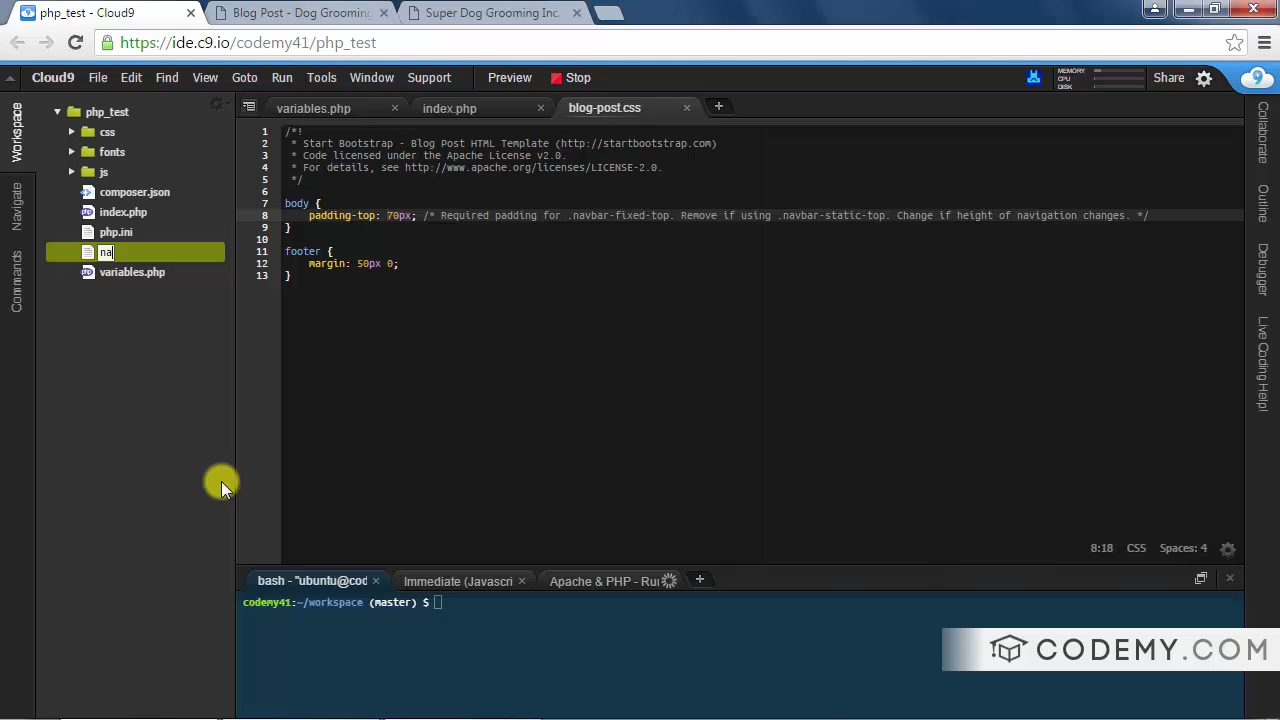 php_test - Cloud9
Blog Post - Dog Grooming
Super Dog Grooming Inc.
https://ide.c9.io/codemy41/php_test
Cloud9 File Edit Find View Goto Run Tools Window Support Preview Stop
MEMORY
CPU
DISK
Share
9
Workspace
Navigate
Commands
php_test
css
fonts
js
composer.json
index.php
php.ini
na
variables.php
variables.php
index.php
blog-post.css
1 /*!
2 * Start Bootstrap - Blog Post HTML Template (http://startbootstrap.com)
3 * Code licensed under the Apache License v2.0.
4 * For details, see http://www.apache.org/licenses/LICENSE-2.0.
5 */
6
7 body {
8 padding-top: 70px; /* Required padding for .navbar-fixed-top. Remove if using .navbar-static-top. Change if height of navigation changes. */
9 }
10
11 footer {
12 margin: 50px 0;
13 }
8:18 CSS Spaces: 4
Collaborate
Outline
Debugger
Live Coding Help!
bash - "ubuntu@cod
Immediate (Javascri
Apache & PHP - Ru
codemy41:~/workspace (master) $
CODEMY.COM